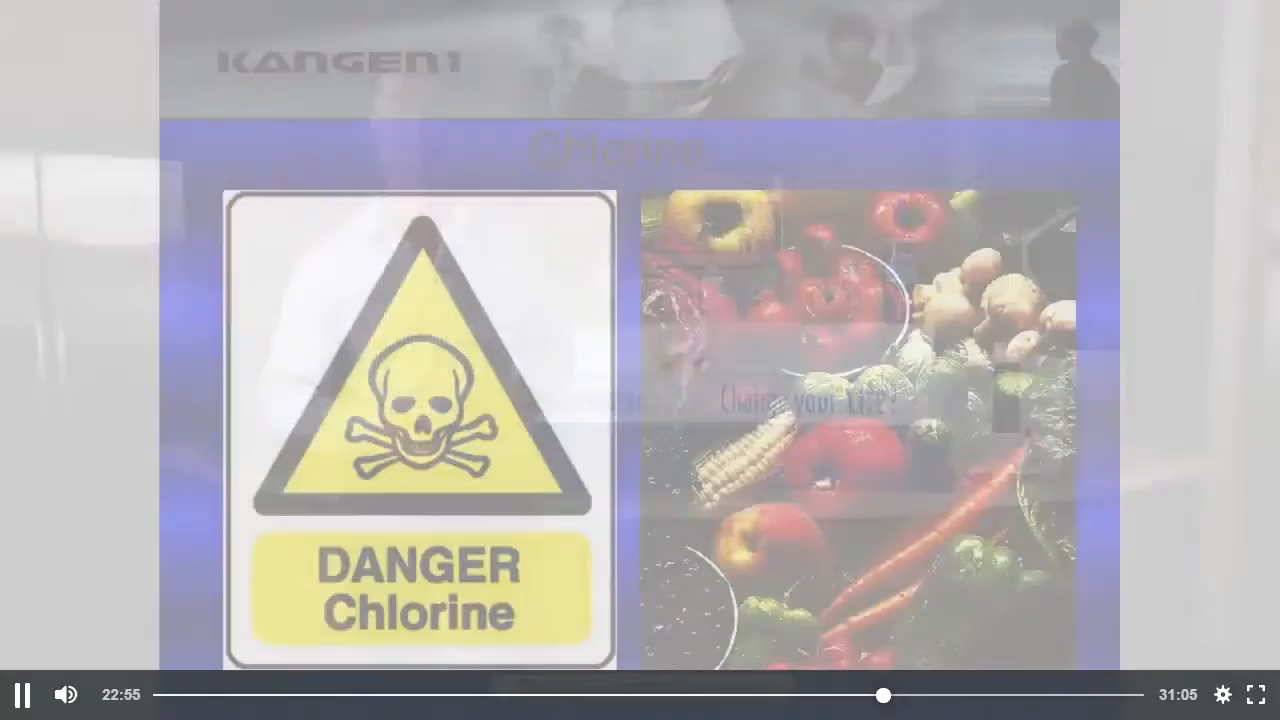 KANGEN1
Chlorine
Change your Life!
DANGER
Chlorine
22:55
31:05